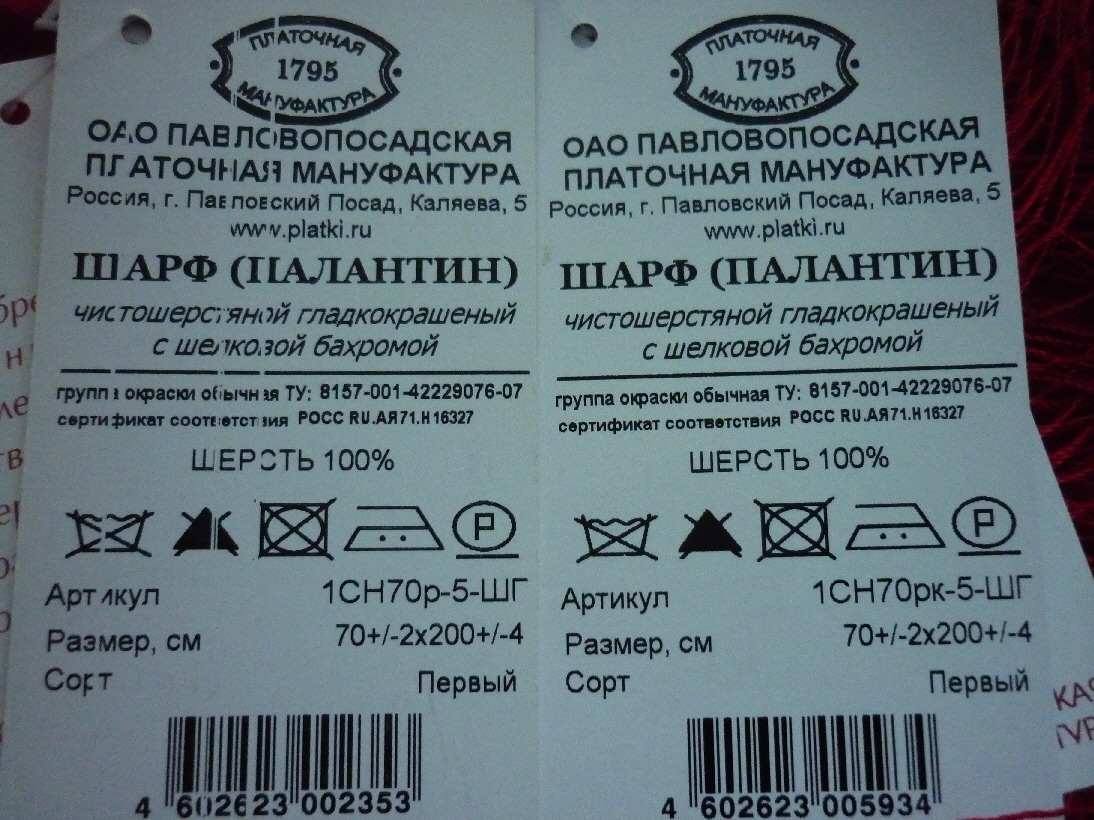 ПЛАТОЧНАЯ
1795
МАНУФАКТУРА
ОАО ПАВЛОВОПОСАДСКАЯ
ПЛАТОЧНАЯ МАНУФАКТУРА
Россия, г. Павловский Посад, Каляева, 5
www.platki.ru
ШАРФ (ПАЛАНТИН)
чистошерстяной гладкокрашеный
с шелковой бахромой
группа окраски обычная ТУ: 8157-001-42229076-07
сертификат соответствия РОСС RU.АЯ71.Н16327
ШЕРСТЬ 100%
P
Артикул 1СН70р-5-ШГ
Размер, см 70+/-2x200+/-4
Сорт Первый
4 602623 002353
ПЛАТОЧНАЯ
1795
МАНУФАКТУРА
ОАО ПАВЛОВОПОСАДСКАЯ
ПЛАТОЧНАЯ МАНУФАКТУРА
Россия, г. Павловский Посад, Каляева, 5
www.platki.ru
ШАРФ (ПАЛАНТИН)
чистошерстяной гладкокрашеный
с шелковой бахромой
группа окраски обычная ТУ: 8157-001-42229076-07
сертификат соответствия РОСС RU.АЯ71.Н16327
ШЕРСТЬ 100%
P
Артикул 1СН70рк-5-ШГ
Размер, см 70+/-2x200+/-4
Сорт Первый
4 602623 005934